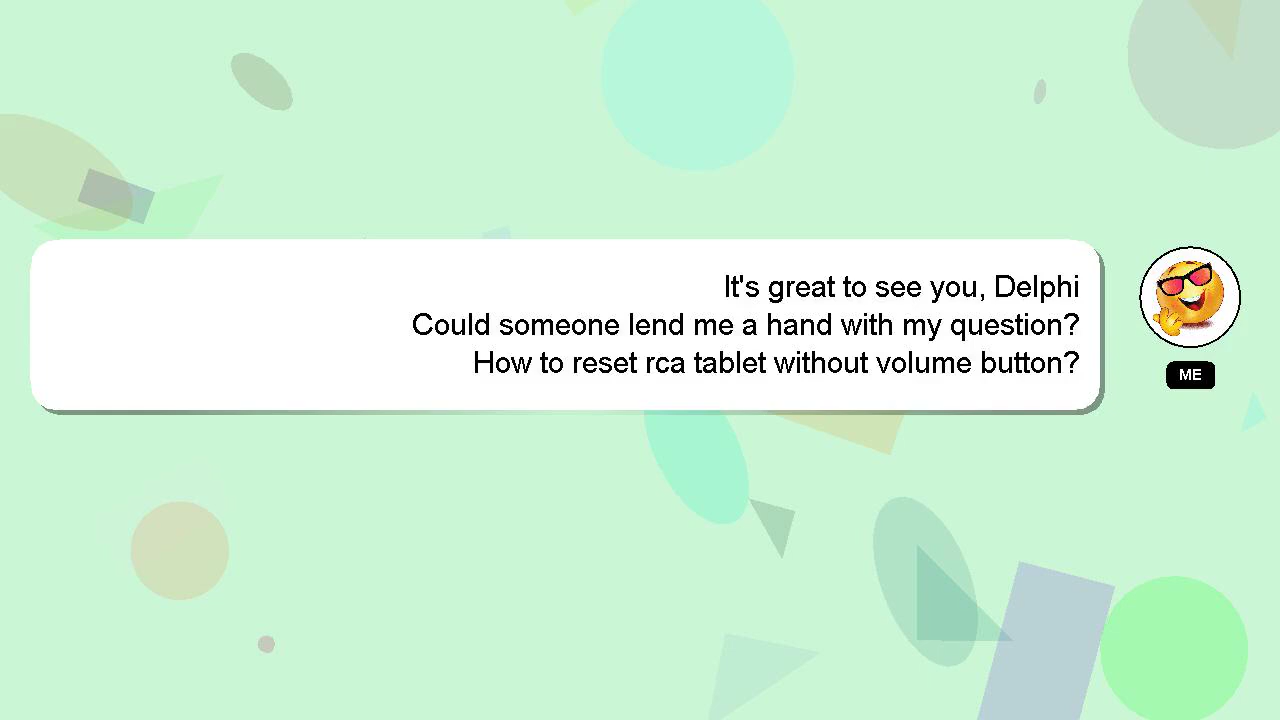 It's great to see you, Delphi
Could someone lend me a hand with my question?
How to reset rca tablet without volume button?
ME